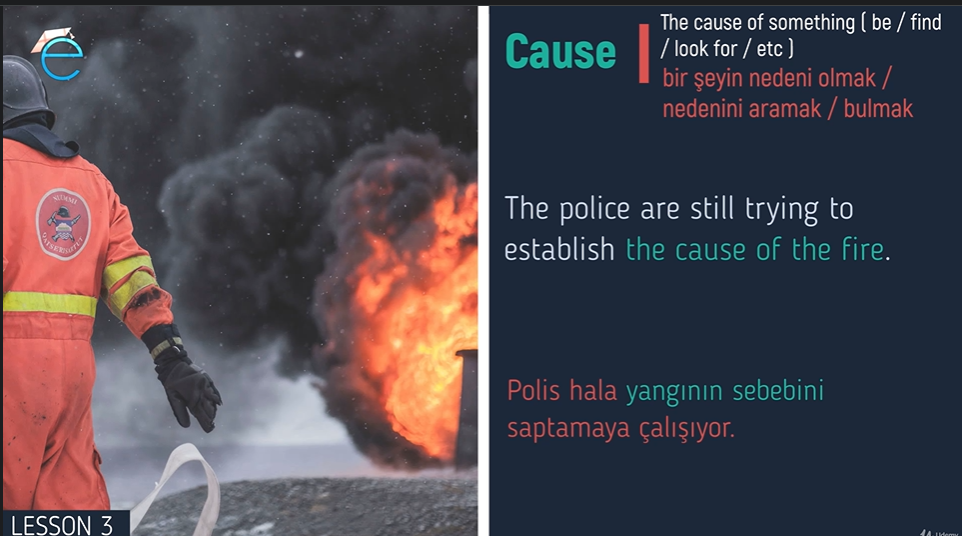 Cause
The cause of something ( be / find
/ look for / etc )
bir şeyin nedeni olmak /
nedenini aramak / bulmak
The police are still trying to
establish the cause of the fire.
Polis hala yangının sebebini
saptamaya çalışıyor.
LESSON 3
Udemy